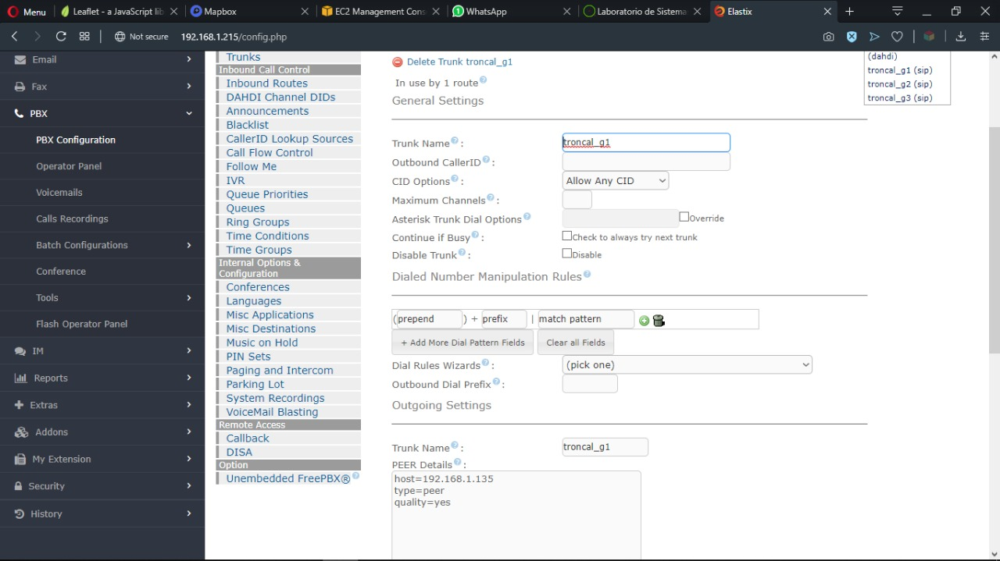 Menu
Leaflet - a JavaScript lib
Mapbox
EC2 Management Cons
WhatsApp
Laboratorio de Sistema
Elastix
Not secure
192.168.1.215/config.php
Email
Fax
PBX
PBX Configuration
Operator Panel
Voicemails
Calls Recordings
Batch Configurations
Conference
Tools
Flash Operator Panel
IM
Reports
Extras
Addons
My Extension
Security
History
Trunks
Inbound Call Control
Inbound Routes
DAHDI Channel DIDs
Announcements
Blacklist
CallerID Lookup Sources
Call Flow Control
Follow Me
IVR
Queue Priorities
Queues
Ring Groups
Time Conditions
Time Groups
Internal Options &
Configuration
Conferences
Languages
Misc Applications
Misc Destinations
Music on Hold
PIN Sets
Paging and Intercom
Parking Lot
System Recordings
VoiceMail Blasting
Remote Access
Callback
DISA
Option
Unembedded FreePBX®?
Delete Trunk troncal_g1
In use by 1 route?
General Settings
Trunk Name?: troncal_g1
Outbound CallerID?:
CID Options?: Allow Any CID
Maximum Channels?:
Asterisk Trunk Dial Options? Override
Continue if Busy?: Check to always try next trunk
Disable Trunk?: Disable
Dialed Number Manipulation Rules?
(prepend ) + prefix | match pattern
+ Add More Dial Pattern Fields Clear all Fields
Dial Rules Wizards?: (pick one)
Outbound Dial Prefix?:
Outgoing Settings
Trunk Name?: troncal_g1
PEER Details?:
host=192.168.1.135
type=peer
quality=yes
(dahdi)
troncal_g1 (sip)
troncal_g2 (sip)
troncal_g3 (sip)